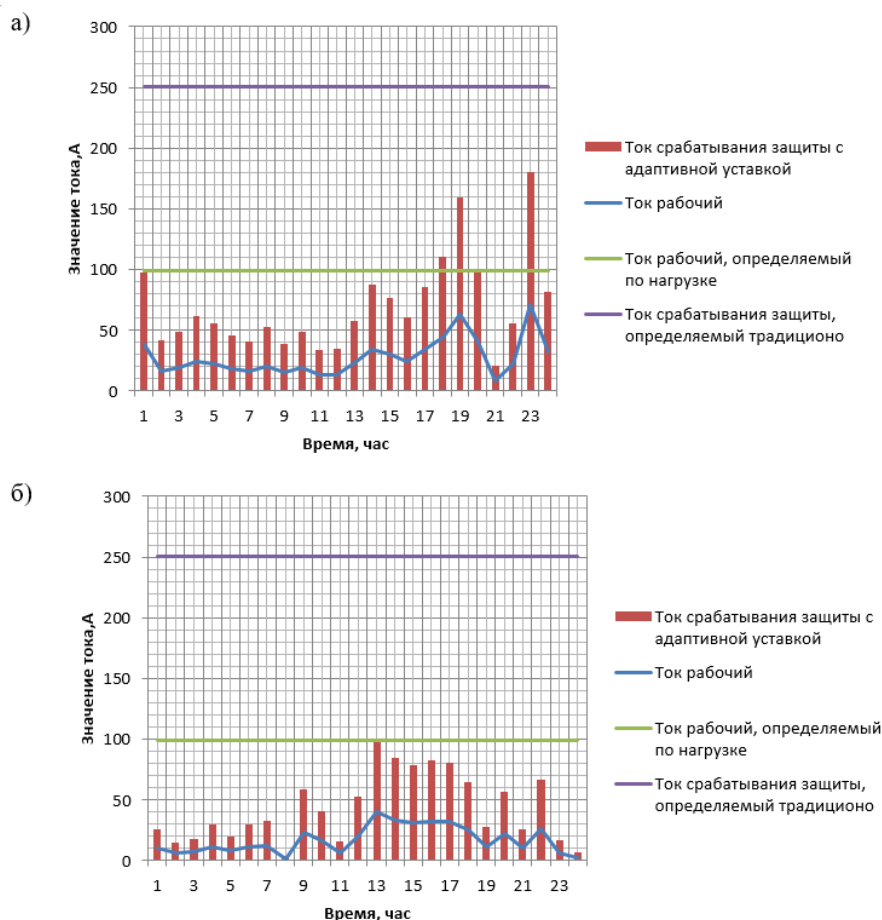 а)
300
250
200
150
100
50
0
Значение тока,А
1 3 5 7 9 11 13 15 17 19 21 23
Время, час
Ток срабатывания защиты с
адаптивной уставкой
Ток рабочий
Ток рабочий, определяемый
по нагрузке
Ток срабатывания защиты,
определяемый традиционо
б)
300
250
200
150
100
50
0
Значение тока,А
1 3 5 7 9 11 13 15 17 19 21 23
Время, час
Ток срабатывания защиты с
адаптивной уставкой
Ток рабочий
Ток рабочий, определяемый
по нагрузке
Ток срабатывания защиты,
определяемый традиционо